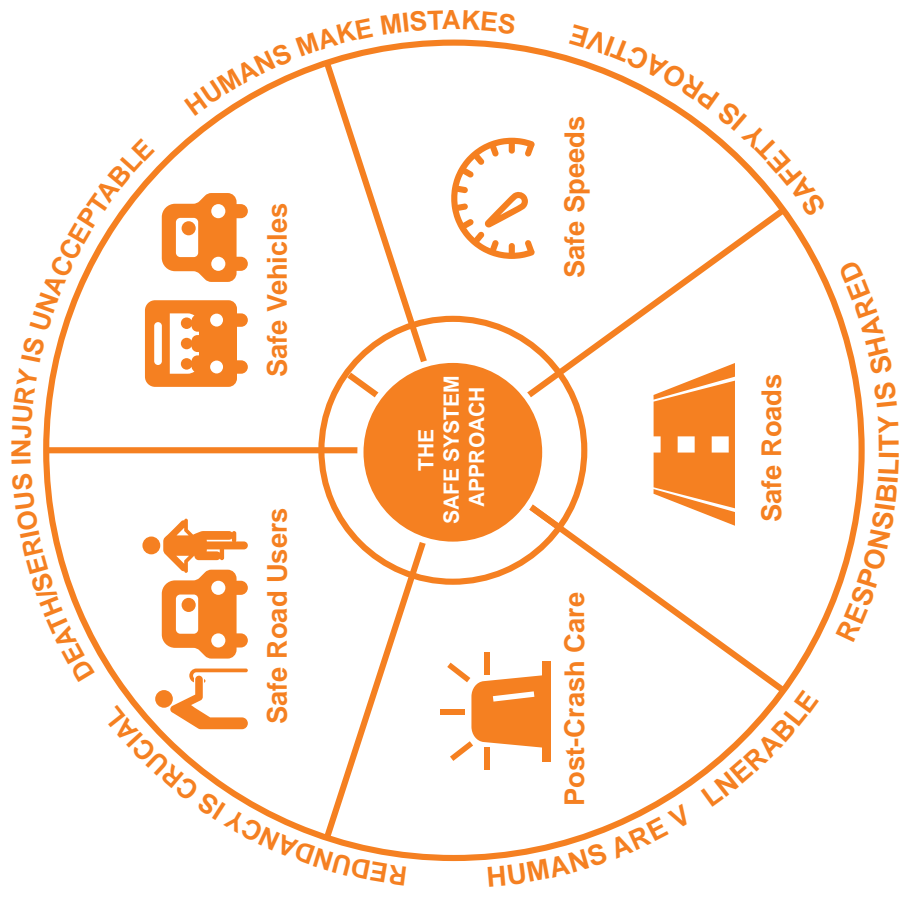 DEATH/SERIOUS INJURY IS UNACCEPTABLE
HUMANS MAKE MISTAKES
SAFETY IS PROACTIVE
RESPONSIBILITY IS SHARED
HUMANS ARE V LNERABLE
REDUNDANCY IS CRUCIAL
Safe Road Users
Safe Vehicles
Safe Speeds
Safe Roads
Post-Crash Care
THE
SAFE SYSTEM
APPROACH